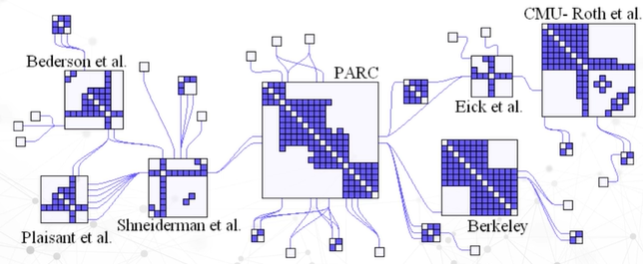 CMU- Roth et al.
Bederson et al.
PARC
Eick et al.
Shneiderman et al.
Berkeley
Plaisant et al.